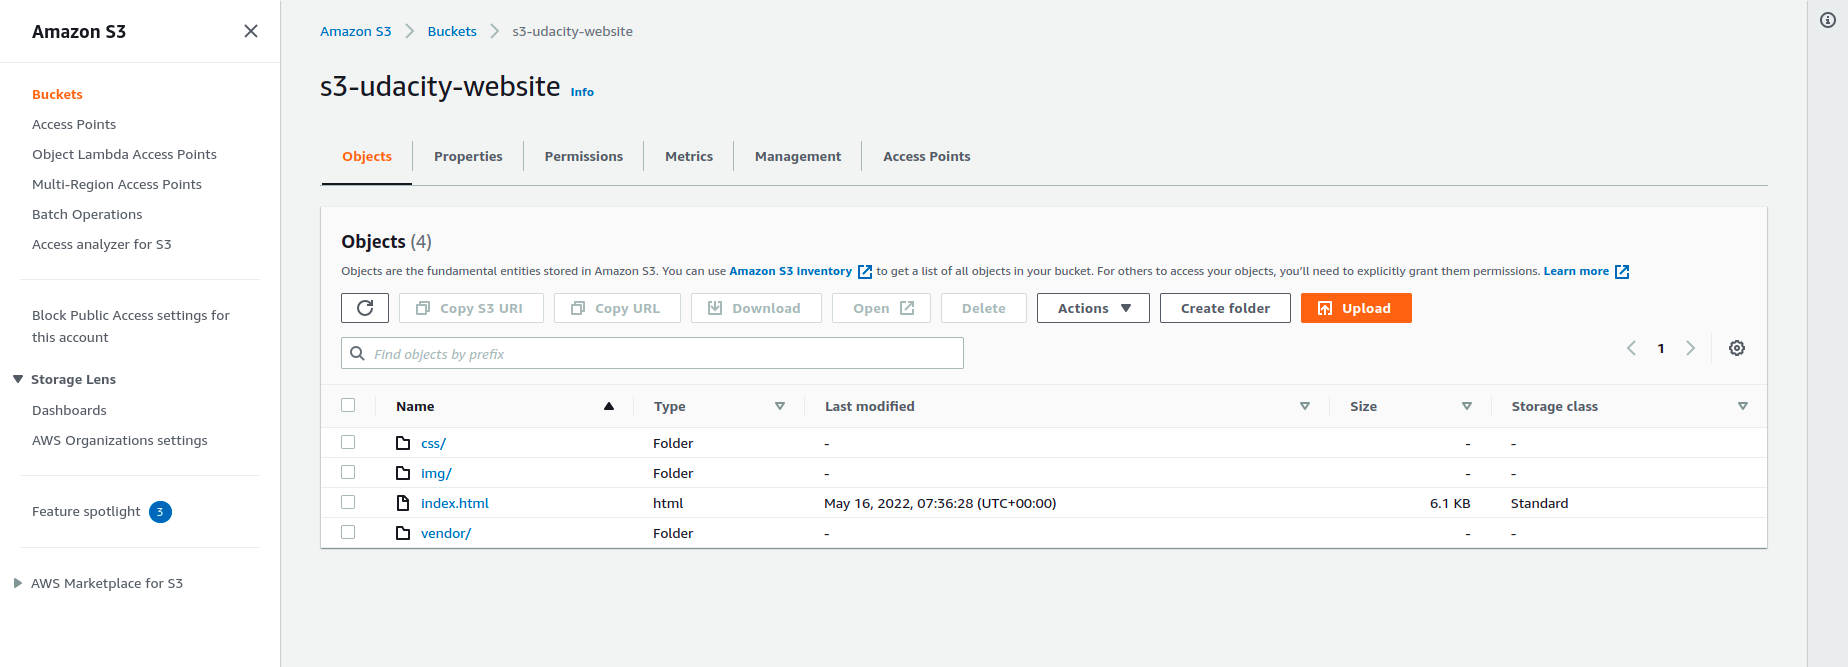 Amazon S3
Buckets
Access Points
Object Lambda Access Points
Multi-Region Access Points
Batch Operations
Access analyzer for S3
Block Public Access settings for
this account
Storage Lens
Dashboards
AWS Organizations settings
Feature spotlight 3
AWS Marketplace for S3
Amazon S3 Buckets s3-udacity-website
s3-udacity-website Info
Objects Properties Permissions Metrics Management Access Points
Objects (4)
Objects are the fundamental entities stored in Amazon S3. You can use Amazon S3 inventory to get a list of all objects in your bucket. For others to access your objects, you'll need to explicitly grant them permissions. Learn more
Copy S3 URI Copy URL Download Open Delete Actions Create folder Upload
Find objects by prefix
1
Name Type Last modified Size Storage class
css/ Folder - - -
img/ Folder - - -
index.html html May 16, 2022, 07:36:28 (UTC+00:00) 6.1 KB Standard
vendor/ Folder - - -